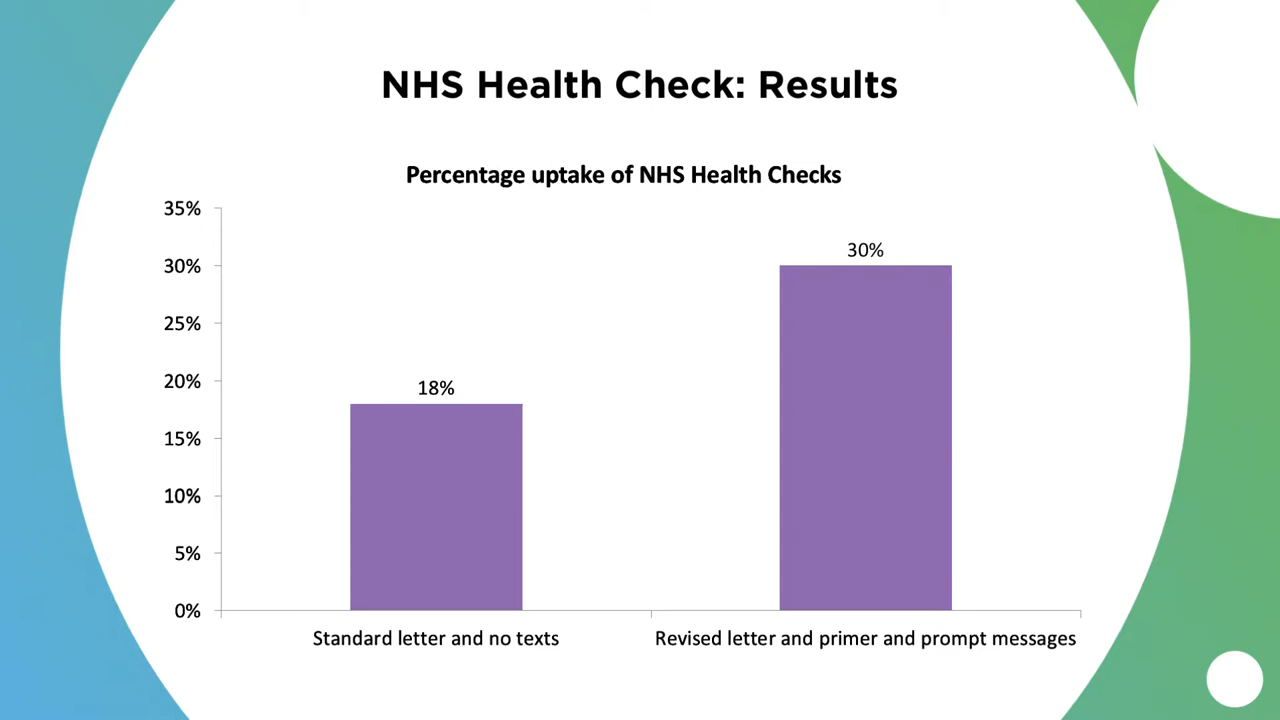 NHS Health Check: Results
Percentage uptake of NHS Health Checks
35%
30%
25%
20%
15%
10%
5%
0%
18%
30%
Standard letter and no texts
Revised letter and primer and prompt messages